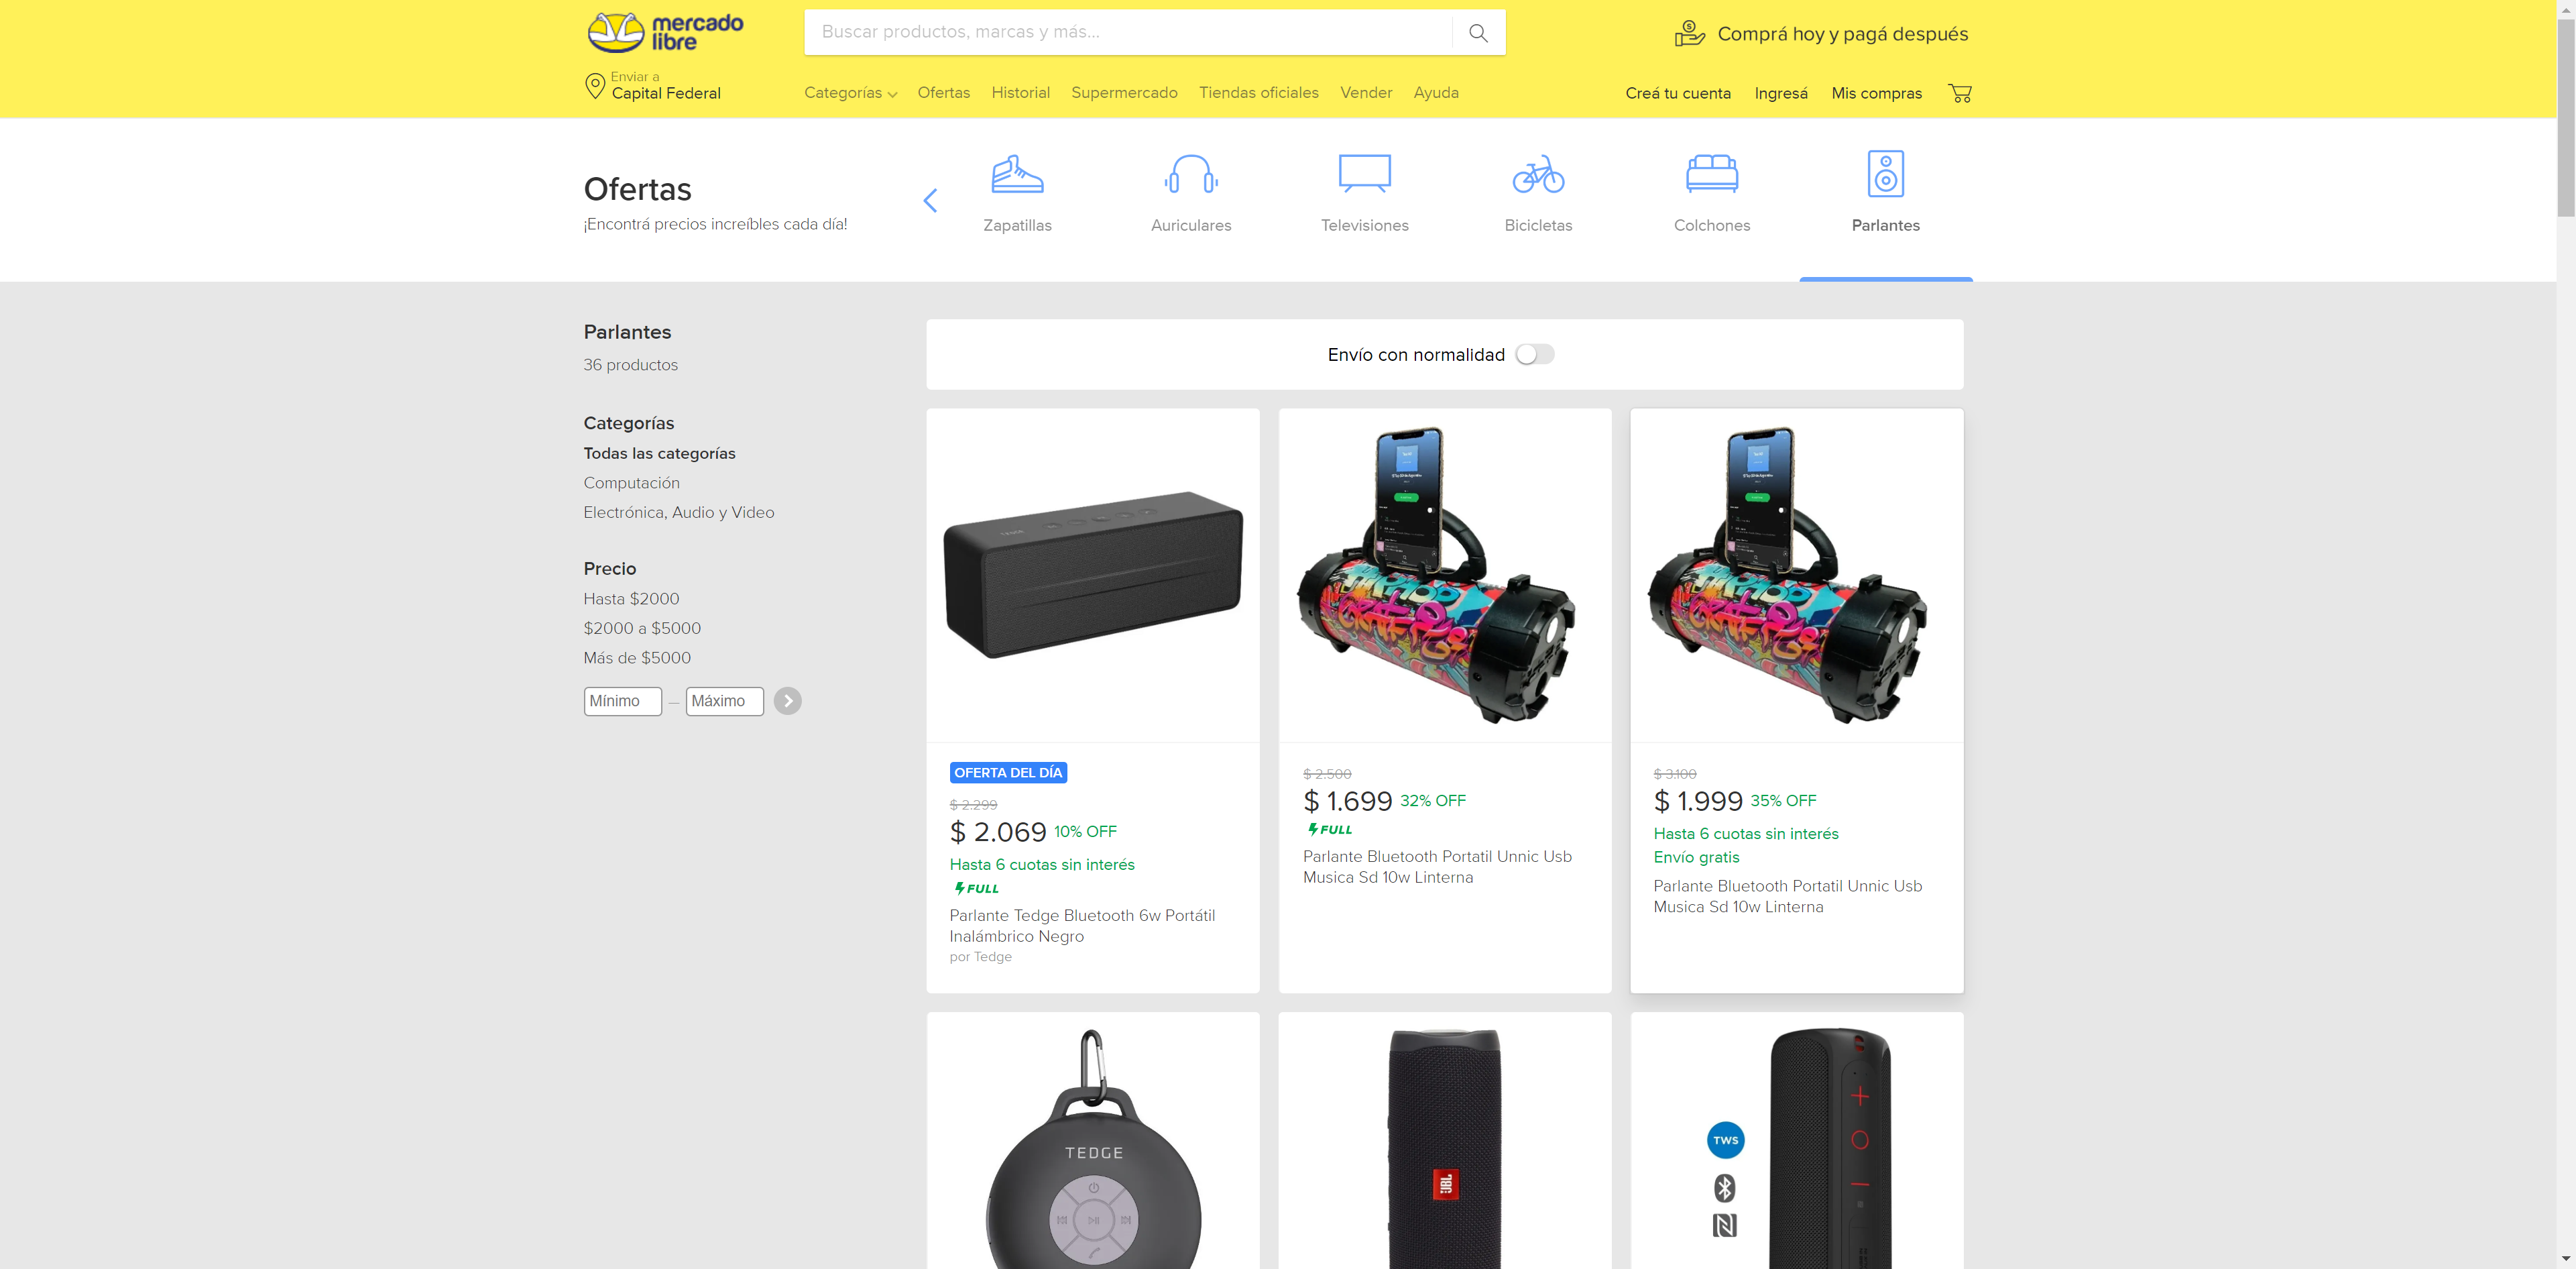 mercado
libre
Buscar productos, marcas y más...
Comprá hoy y pagá después
Enviar a
Capital Federal
Categorías
Ofertas
Historial
Supermercado
Tiendas oficiales
Vender
Ayuda
Creá tu cuenta
Ingresá
Mis compras
Ofertas
¡Encontrá precios increíbles cada día!
Zapatillas
Auriculares
Televisiones
Bicicletas
Colchones
Parlantes
Parlantes
36 productos
Categorías
Todas las categorías
Computación
Electrónica, Audio y Video
Precio
Hasta $2000
$2000 a $5000
Más de $5000
Mínimo
–
Máximo
Envío con normalidad
OFERTA DEL DÍA
$ 2.299
$ 2.069 10% OFF
Hasta 6 cuotas sin interés
FULL
Parlante Tedge Bluetooth 6w Portátil
Inalámbrico Negro
por Tedge
$ 2.500
$ 1.699 32% OFF
FULL
Parlante Bluetooth Portatil Unnic Usb
Musica Sd 10w Linterna
$ 3.100
$ 1.999 35% OFF
Hasta 6 cuotas sin interés
Envío gratis
Parlante Bluetooth Portatil Unnic Usb
Musica Sd 10w Linterna
TEDGE
JBL
TWS